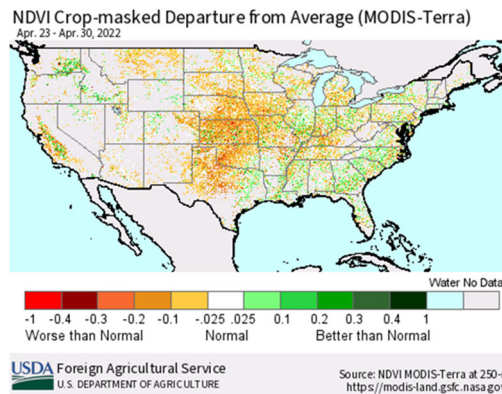 NDVI Crop-masked Departure from Average (MODIS-Terra)
Apr. 23 - Apr. 30, 2022
Water No Data
-1 -0.4 -0.3 -0.2 -0.1 -.025 .025 0.1 0.2 0.3 0.4 1
Worse than Normal Normal Better than Normal
USDA Foreign Agricultural Service
U.S. DEPARTMENT OF AGRICULTURE
Source: NDVI MODIS-Terra at 250-
https://modis-land.gsfc.nasa.gov